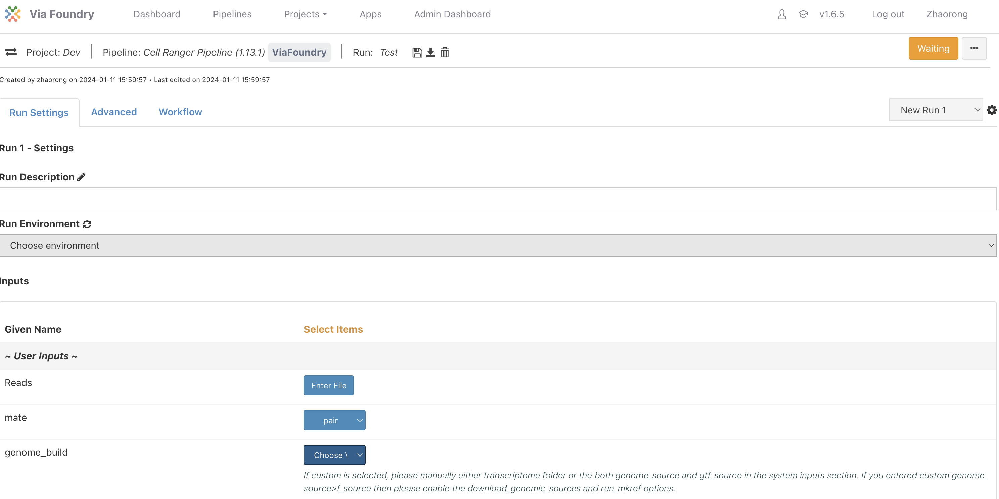 Via Foundry Dashboard Pipelines Projects Apps Admin Dashboard v1.6.5 Log out Zhaorong
Project: Dev Pipeline: Cell Ranger Pipeline (1.13.1) ViaFoundry Run: Test Waiting
Created by zhaorong on 2024-01-11 15:59:57 • Last edited on 2024-01-11 15:59:57
Run Settings Advanced Workflow New Run 1
Run 1 - Settings
Run Description
Run Environment
Choose environment
Inputs
Given Name Select Items
~ User Inputs ~
Reads Enter File
mate pair
genome_build Choose
If custom is selected, please manually either transcriptome folder or the both genome_source and gtf_source in the system inputs section. If you entered custom genome_
source>f_source then please enable the download_genomic_sources and run_mkref options.